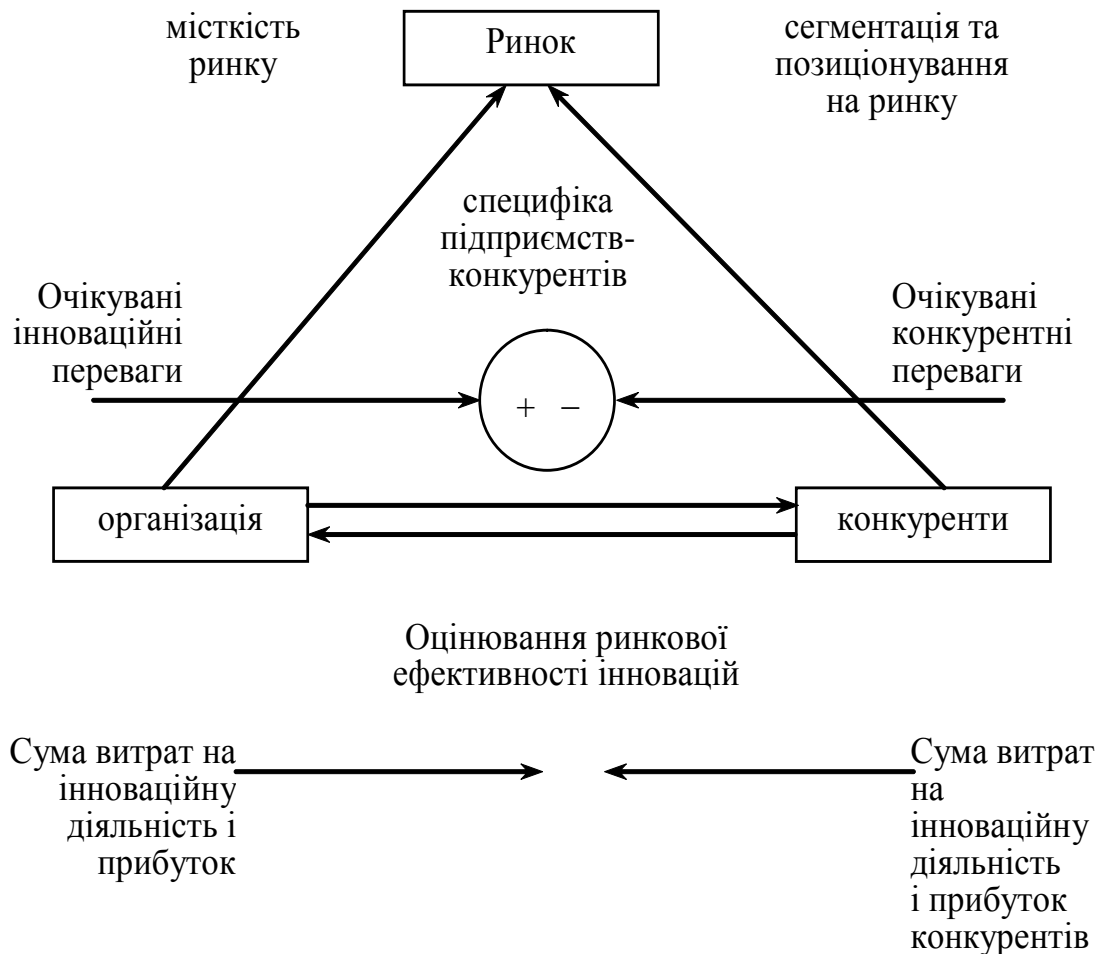 місткість
ринку
Ринок
сегментація та
позиціонування
на ринку
специфіка
підприємств-
конкурентів
Очікувані
інноваційні
переваги
Очікувані
конкурентні
переваги
+ −
організація
конкуренти
Оцінювання ринкової
ефективності інновацій
Сума витрат на
інноваційну
діяльність і
прибуток
Сума витрат
на
інноваційну
діяльність
і прибуток
конкурентів